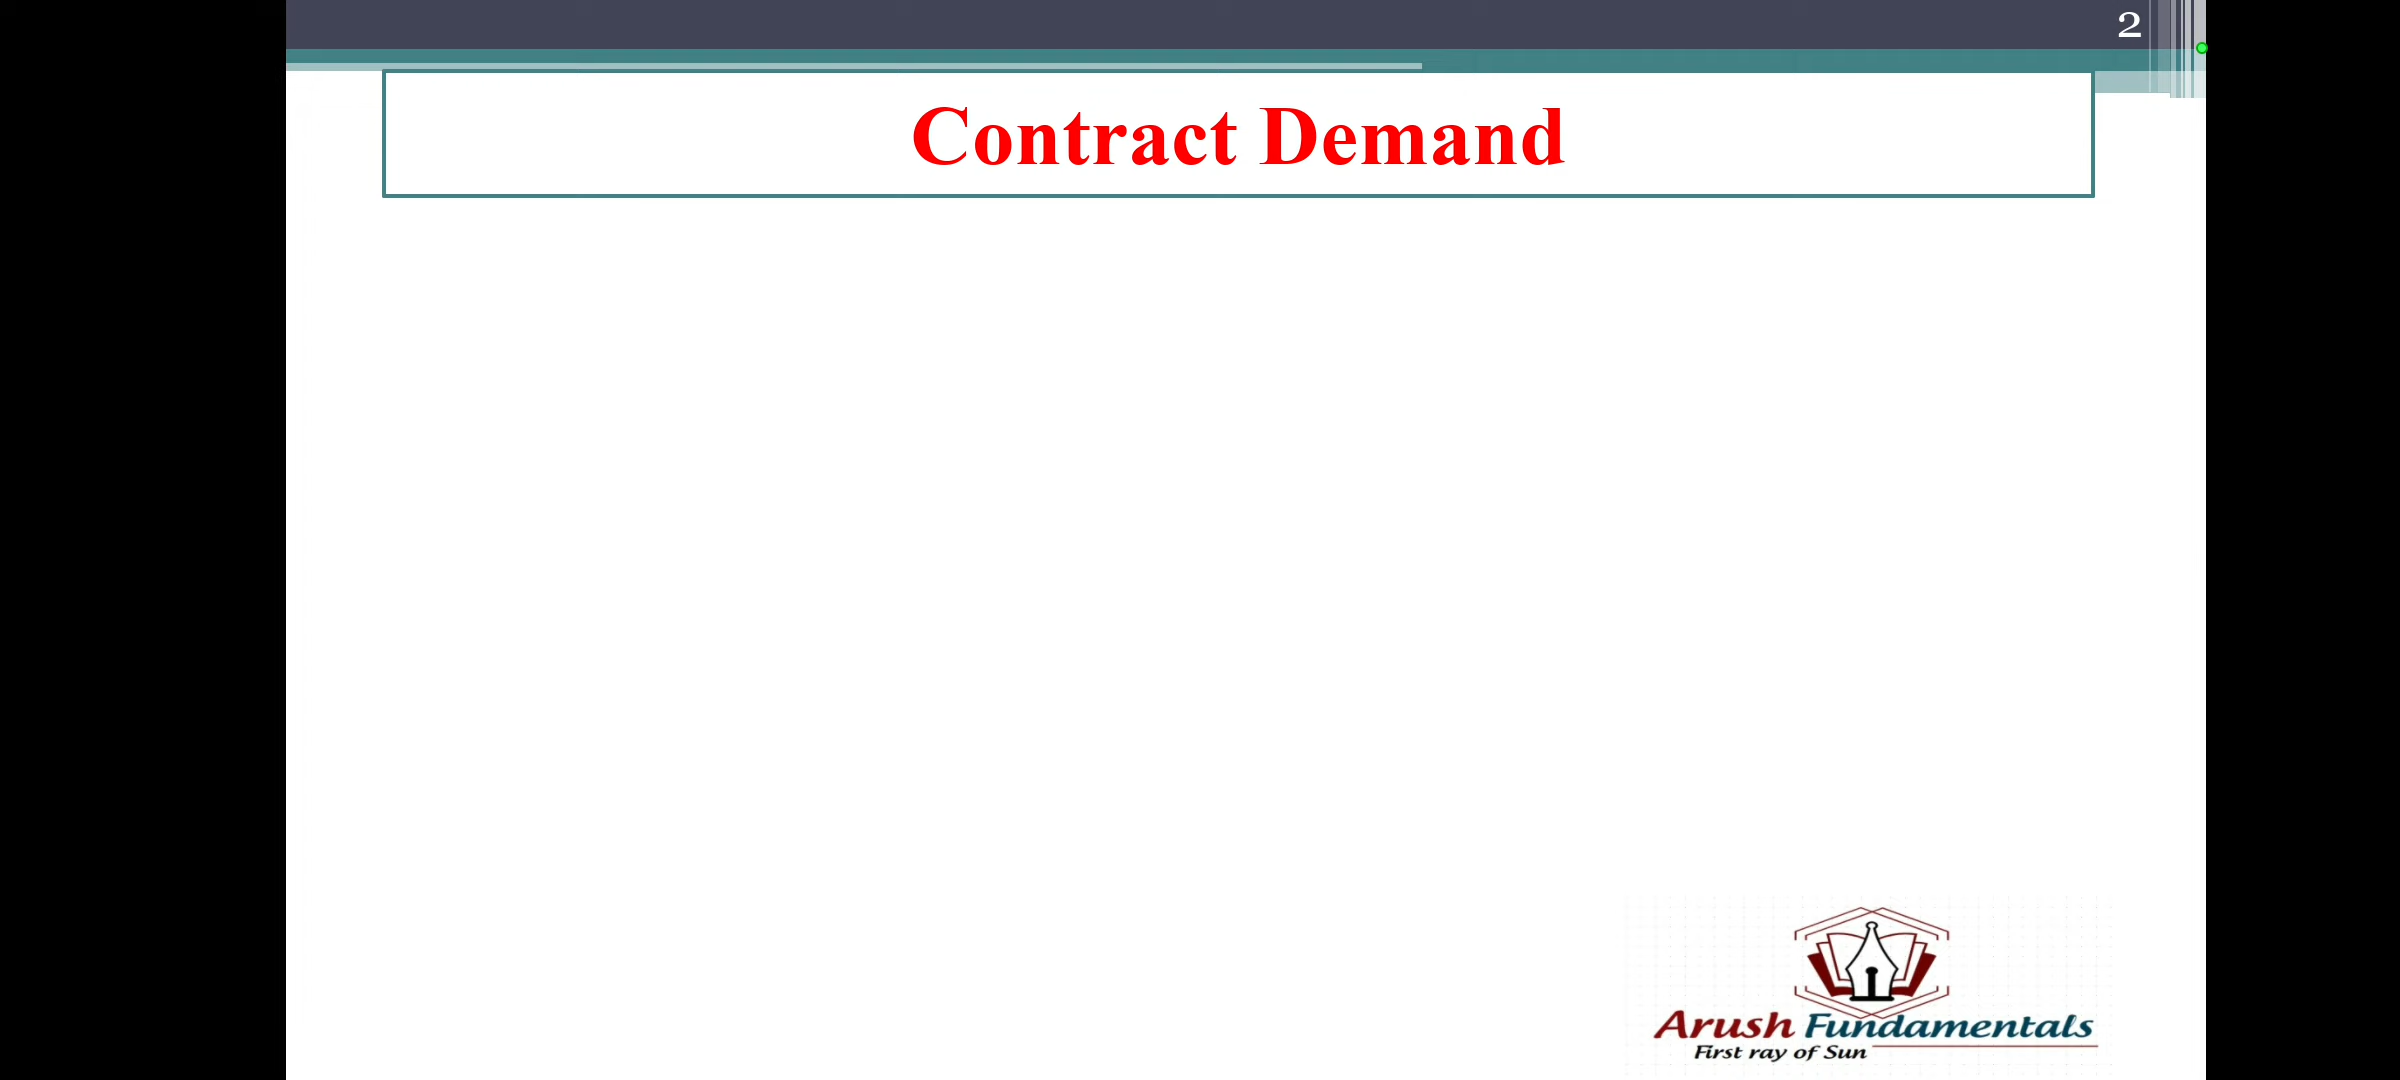 2
Contract Demand
Arush Fundamentals
First ray of Sun